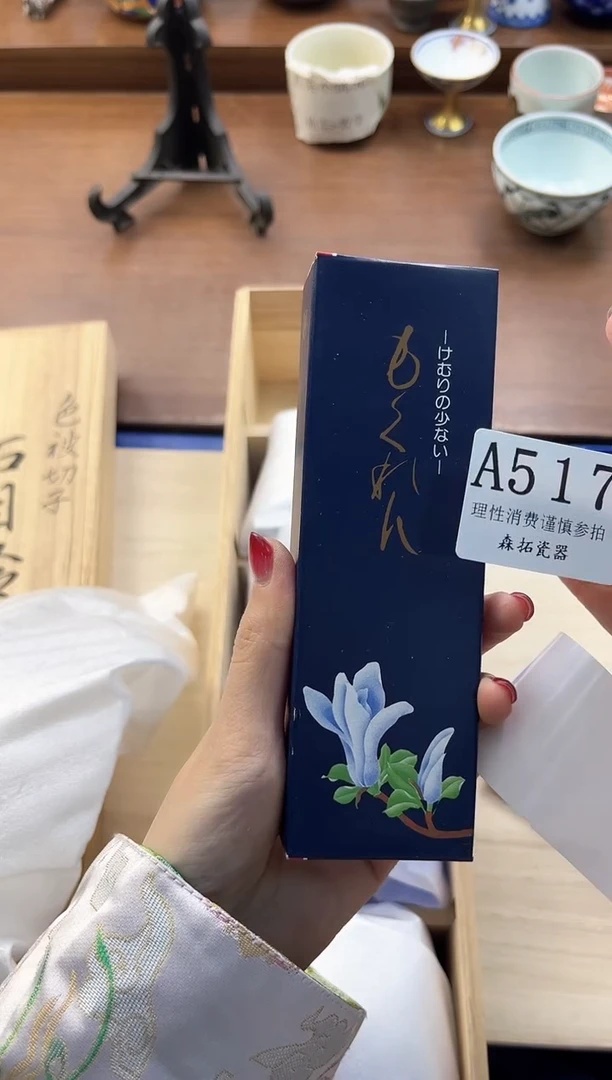 ーけむりの少ないー
もくれん
A517
理性消费谨慎参拍
森拓瓷器
色被切子